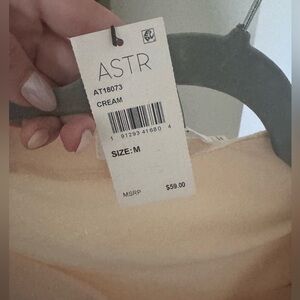 ASTR
AT18073
CREAM
1 91293 41680 4
SIZE: M
MSRP $59.00